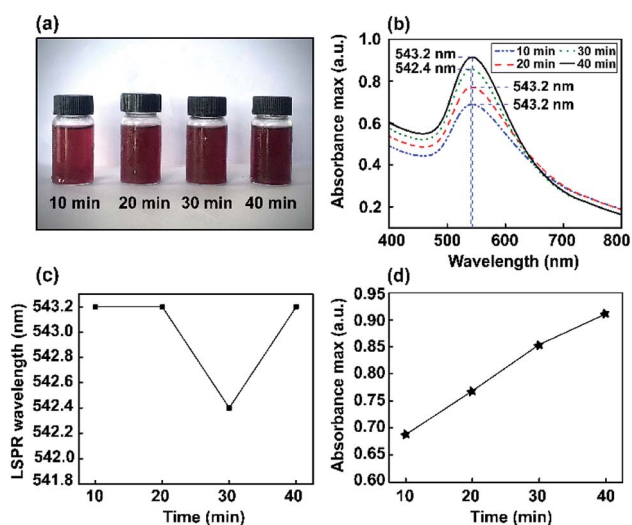 (a)
10 min 20 min 30 min 40 min
(b)
Absorbance max (a.u.)
1.0
0.8
0.6
0.4
0.2
543.2 nm
542.4 nm
543.2 nm
543.2 nm
10 min 30 min
20 min 40 min
400 500 600 700 800
Wavelength (nm)
(c)
LSPR wavelength (nm)
543.2
543.0
542.8
542.6
542.4
542.2
542.0
541.8
10 20 30 40
Time (min)
(d)
Absorbance max (a.u.)
0.95
0.90
0.85
0.80
0.75
0.70
0.65
0.60
10 20 30 40
Time (min)